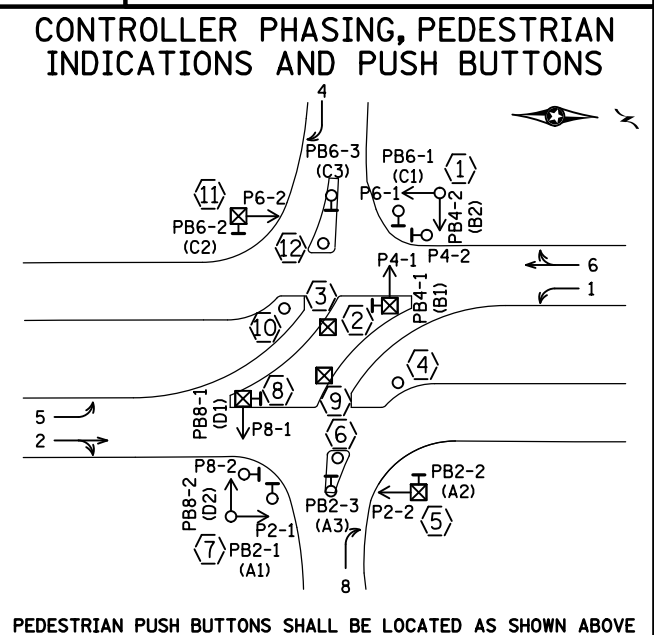 CONTROLLER PHASING, PEDESTRIAN
INDICATIONS AND PUSH BUTTONS
4
PB6-3
(C3)
PB6-1
(C1)
1
11
P6-2
P6-1
PB4-2
(B2)
PB6-2
(C2)
12
P4-2
P4-1
6
3
PB4-1
(B1)
1
2
10
4
8
9
5
PB8-1
(D1)
P8-1
6
2
P8-2
PB2-2
(A2)
PB8-2
(D2)
P2-1
PB2-3
(A3)
P2-2
5
7
PB2-1
(A1)
8
PEDESTRIAN PUSH BUTTONS SHALL BE LOCATED AS SHOWN ABOVE